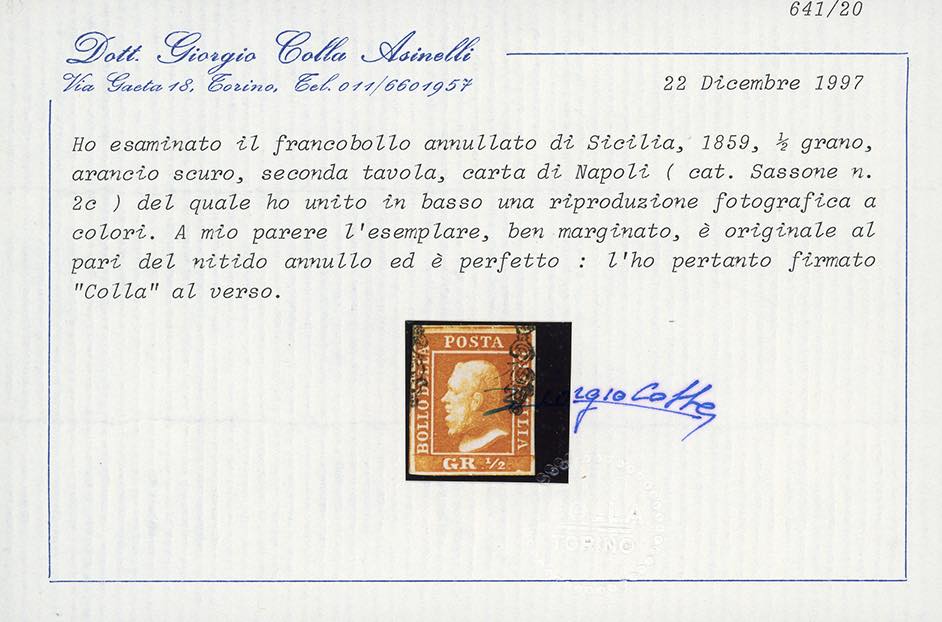 641/20
Dott. Giorgio Colla Asinelli
Via Gaeta 18, Torino, Tel. 011/6601957
22 Dicembre 1997
Ho esaminato il francobollo annullato di Sicilia, 1859, ½ grano,
arancio scuro, seconda tavola, carta di Napoli ( cat. Sassone n.
2c ) del quale ho unito in basso una riproduzione fotografica a
colori. A mio parere l'esemplare, ben marginato, è originale al
pari del nitido annullo ed è perfetto : l'ho pertanto firmato
"Colla" al verso.
POSTA
BOLLO DELLA
GR. ½
TORINO